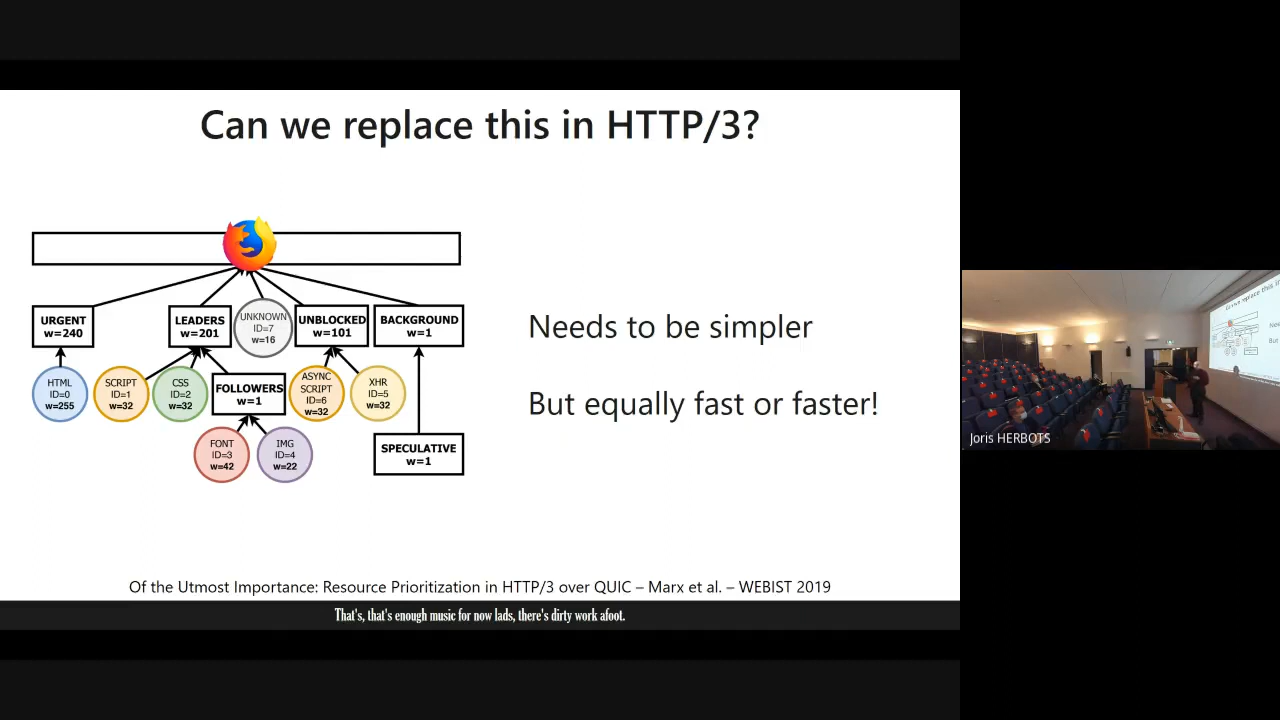 Can we replace this in HTTP/3?
URGENT
w=240
LEADERS
w=201
UNKNOWN
ID=7
w=16
UNBLOCKED
w=101
BACKGROUND
w=1
HTML
ID=0
w=255
SCRIPT
ID=1
w=32
CSS
ID=2
w=32
FOLLOWERS
w=1
ASYNC
SCRIPT
ID=6
w=32
XHR
ID=5
w=32
FONT
ID=3
w=42
IMG
ID=4
w=22
SPECULATIVE
w=1
Needs to be simpler
But equally fast or faster!
Of the Utmost Importance: Resource Prioritization in HTTP/3 over QUIC – Marx et al. – WEBIST 2019
That's, that's enough music for now lads, there's dirty work afoot.
Joris HERBOTS